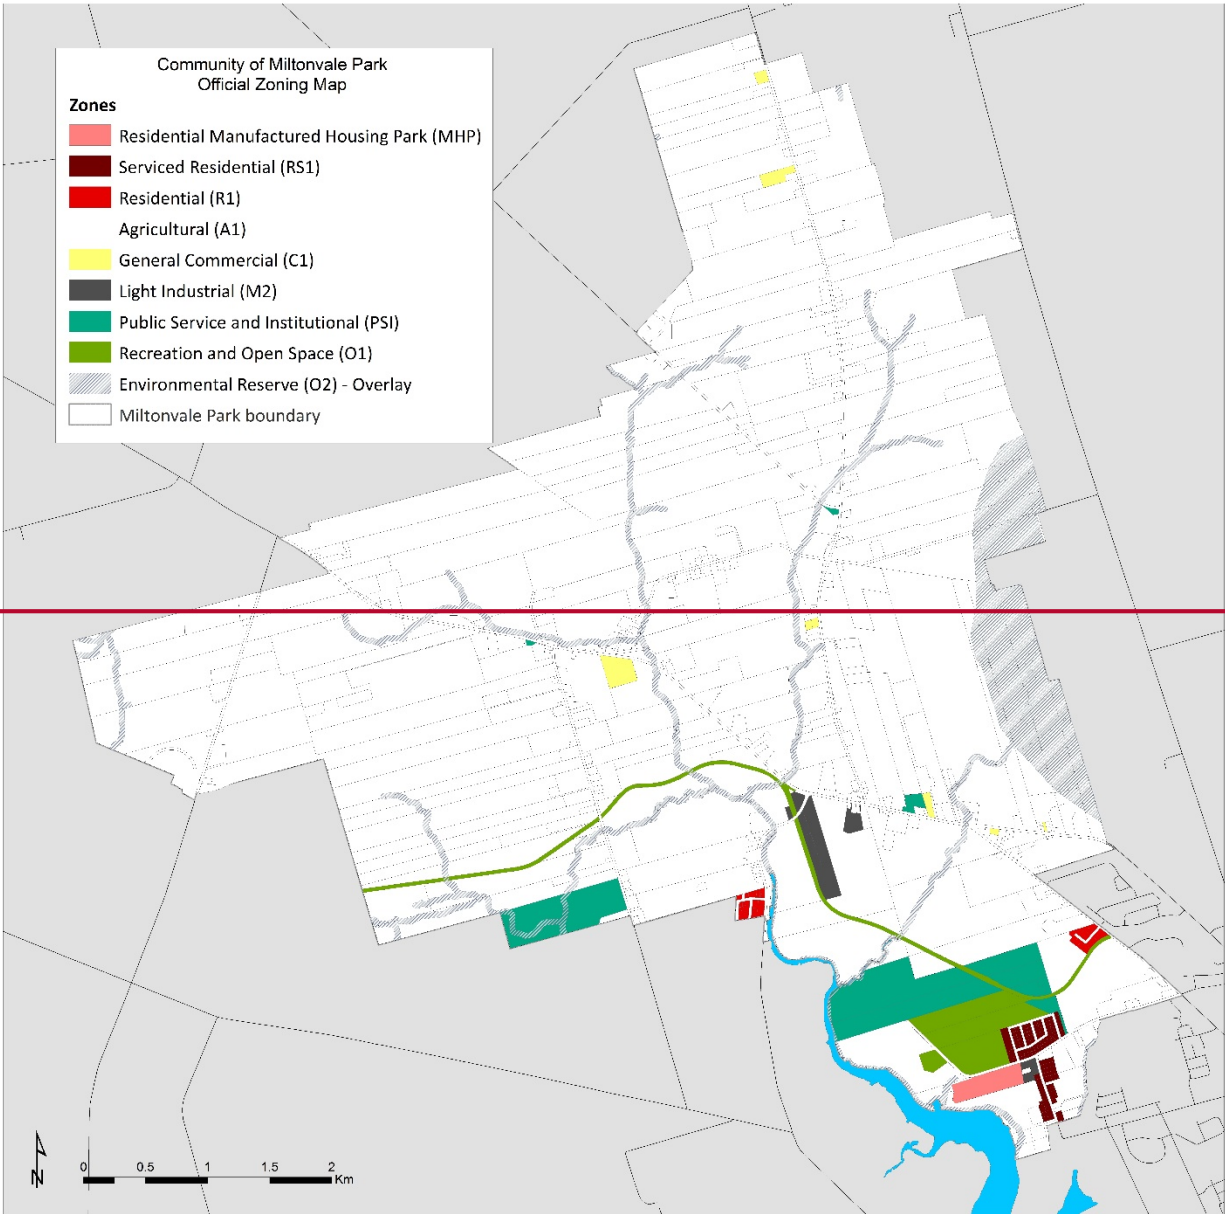 Community of Miltonvale Park
Official Zoning Map
Zones
Residential Manufactured Housing Park (MHP)
Serviced Residential (RS1)
Residential (R1)
Agricultural (A1)
General Commercial (C1)
Light Industrial (M2)
Public Service and Institutional (PSI)
Recreation and Open Space (O1)
Environmental Reserve (O2) - Overlay
Miltonvale Park boundary
N
0 0.5 1 1.5 2
Km